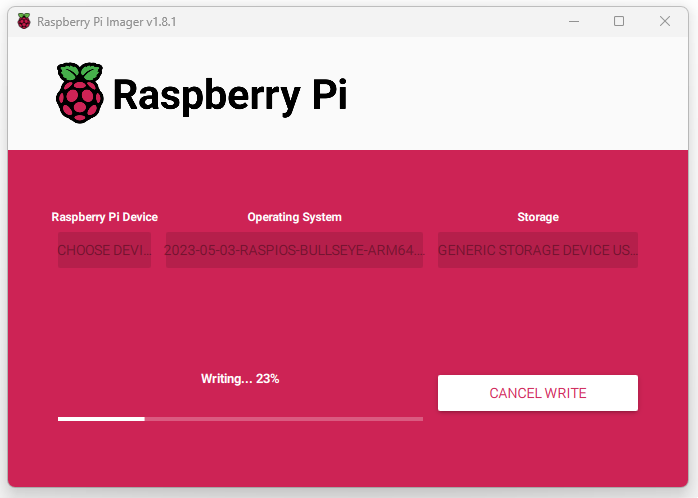 Raspberry Pi Imager v1.8.1
Raspberry Pi
Raspberry Pi Device Operating System Storage
CHOOSE DEVI... 2023-05-03-RASPIOS-BULLSEYE-ARM64.... GENERIC STORAGE DEVICE US...
Writing... 23%
CANCEL WRITE